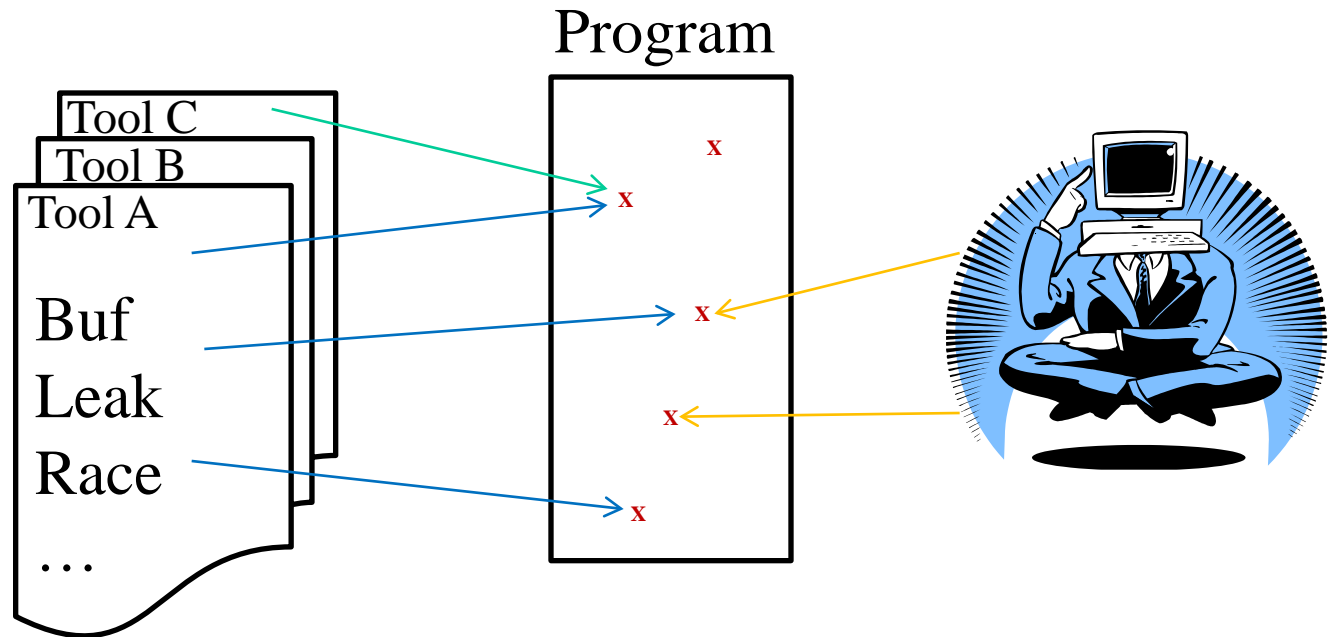 Program
Tool C
Tool B
Tool A
Buf
Leak
Race
…
x
x
x
x
x